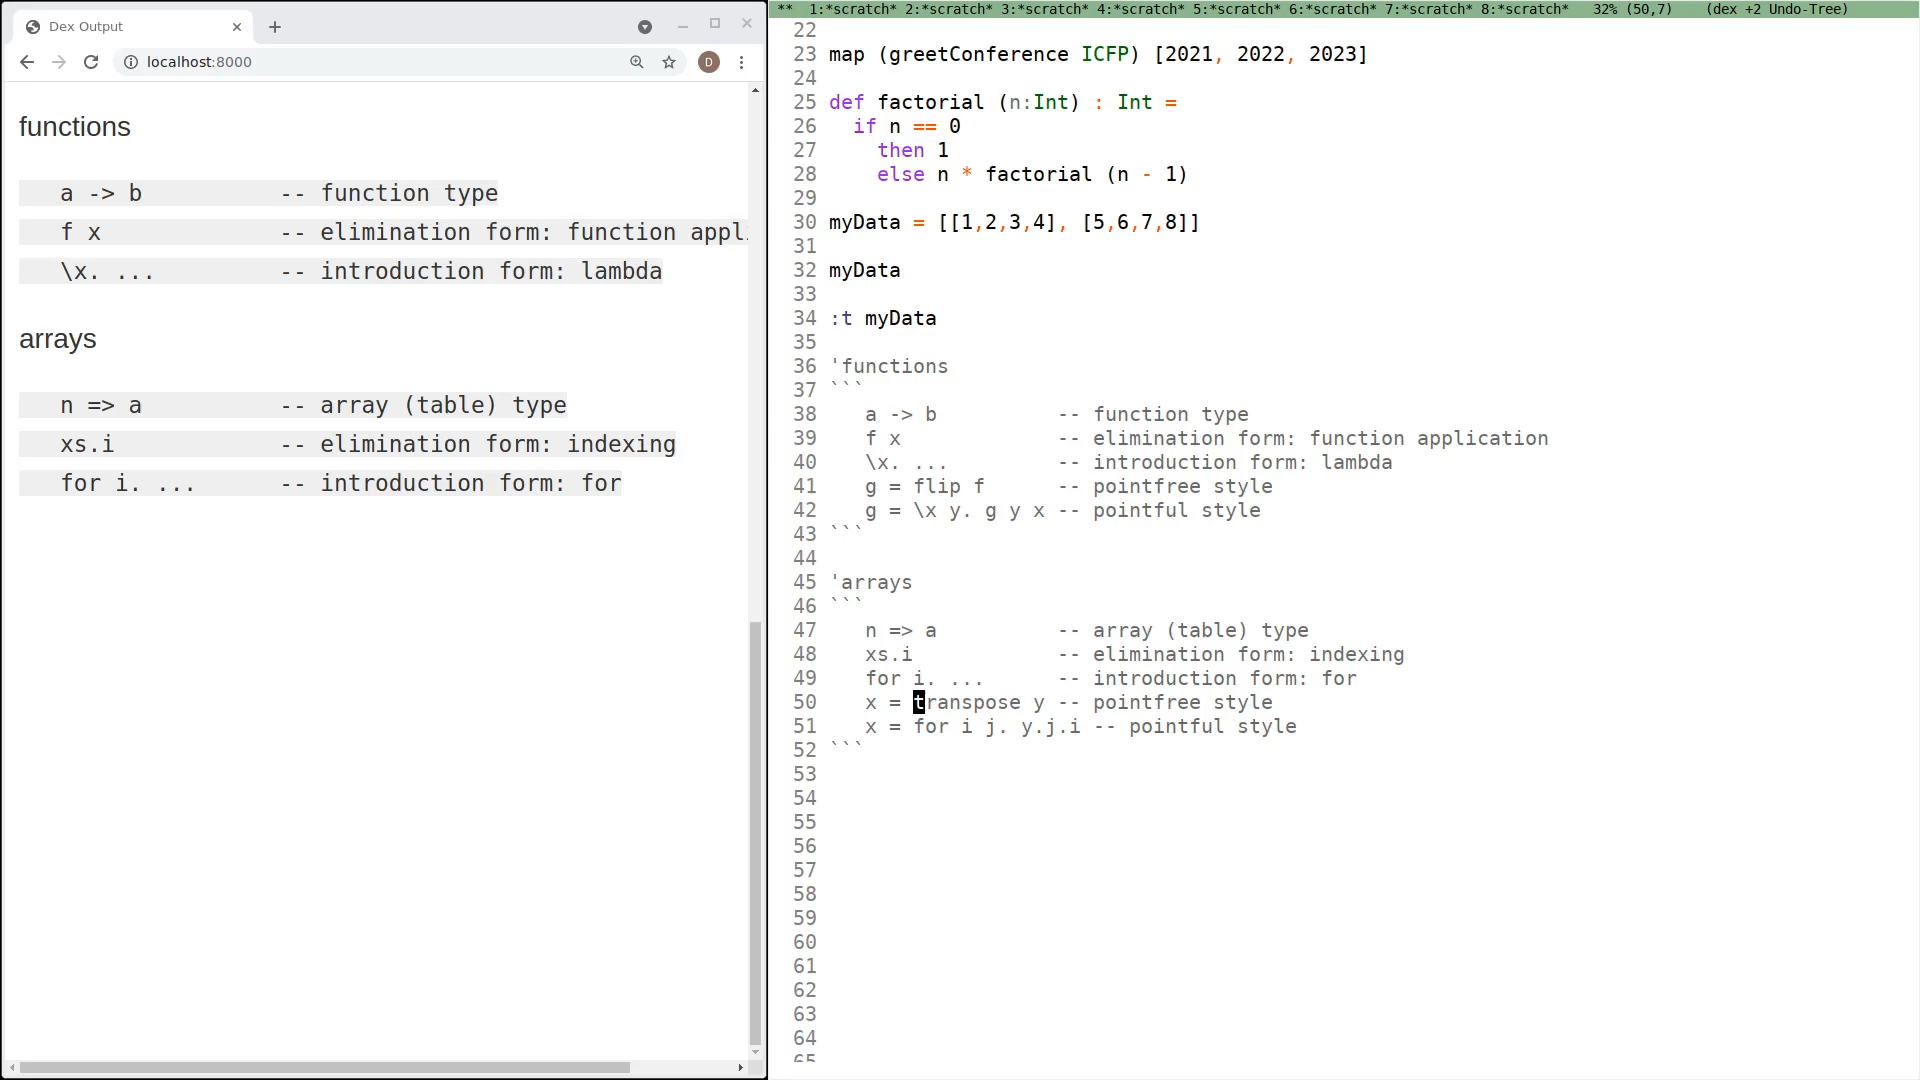 Dex Output
localhost:8000
D
functions
a -> b          -- function type
f x             -- elimination form: function appl
\x. ...         -- introduction form: lambda
arrays
n => a          -- array (table) type
xs.i            -- elimination form: indexing
for i. ...      -- introduction form: for
** 1:*scratch* 2:*scratch* 3:*scratch* 4:*scratch* 5:*scratch* 6:*scratch* 7:*scratch* 8:*scratch*   32% (50,7)    (dex +2 Undo-Tree)
22
23 map (greetConference ICFP) [2021, 2022, 2023]
24
25 def factorial (n:Int) : Int =
26   if n == 0
27     then 1
28     else n * factorial (n - 1)
29
30 myData = [[1,2,3,4], [5,6,7,8]]
31
32 myData
33
34 :t myData
35
36 'functions
37 ```
38    a -> b          -- function type
39    f x             -- elimination form: function application
40    \x. ...         -- introduction form: lambda
41    g = flip f      -- pointfree style
42    g = \x y. g y x -- pointful style
43 ```
44
45 'arrays
46 ```
47    n => a          -- array (table) type
48    xs.i            -- elimination form: indexing
49    for i. ...      -- introduction form: for
50    x = transpose y -- pointfree style
51    x = for i j. y.j.i -- pointful style
52 ```
53
54
55
56
57
58
59
60
61
62
63
64
65